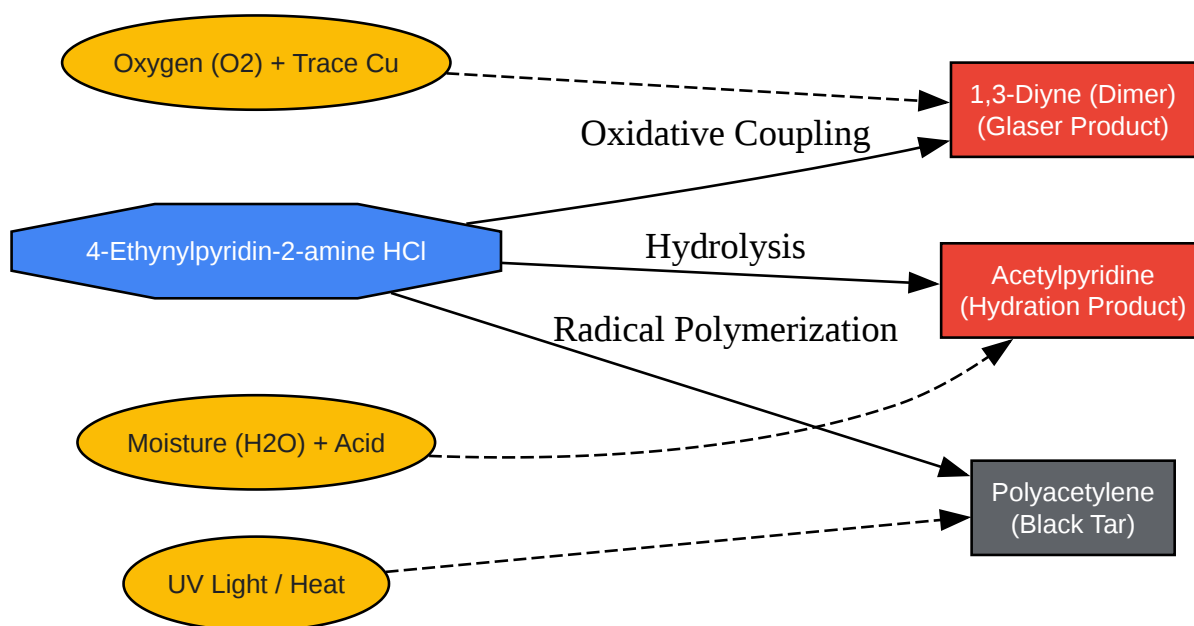 Oxygen (O2) + Trace Cu
1,3-Diyne (Dimer)
(Glaser Product)
Oxidative Coupling
4-Ethynylpyridin-2-amine HCl
Hydrolysis
Acetylpyridine
(Hydration Product)
Radical Polymerization
Moisture (H2O) + Acid
Polyacetylene
(Black Tar)
UV Light / Heat